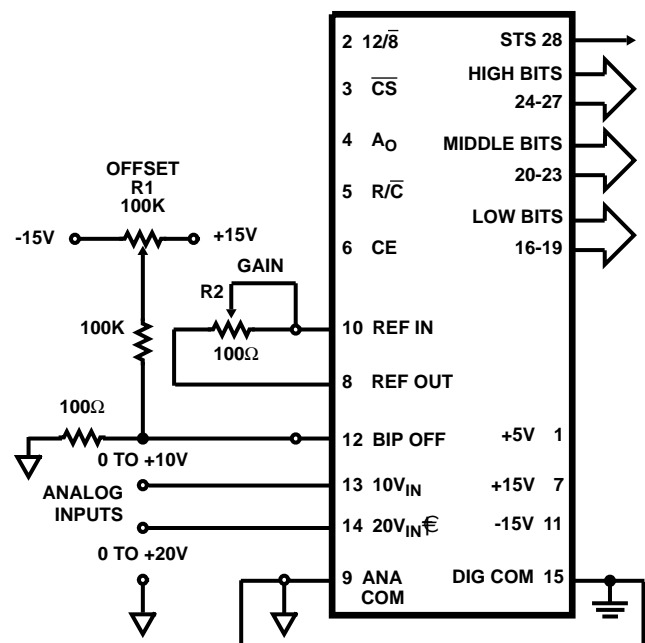 2 12/8̅
STS 28
HIGH BITS
24-27
3 C̅S̅
4 AO
MIDDLE BITS
20-23
5 R/C̅
LOW BITS
16-19
6 CE
OFFSET
R1
100K
-15V
+15V
GAIN
R2
100Ω
10 REF IN
100K
8 REF OUT
100Ω
12 BIP OFF
+5V 1
0 TO +10V
13 10VIN
+15V 7
ANALOG
INPUTS
14 20VIN
-15V 11
0 TO +20V
9 ANA
COM
DIG COM 15